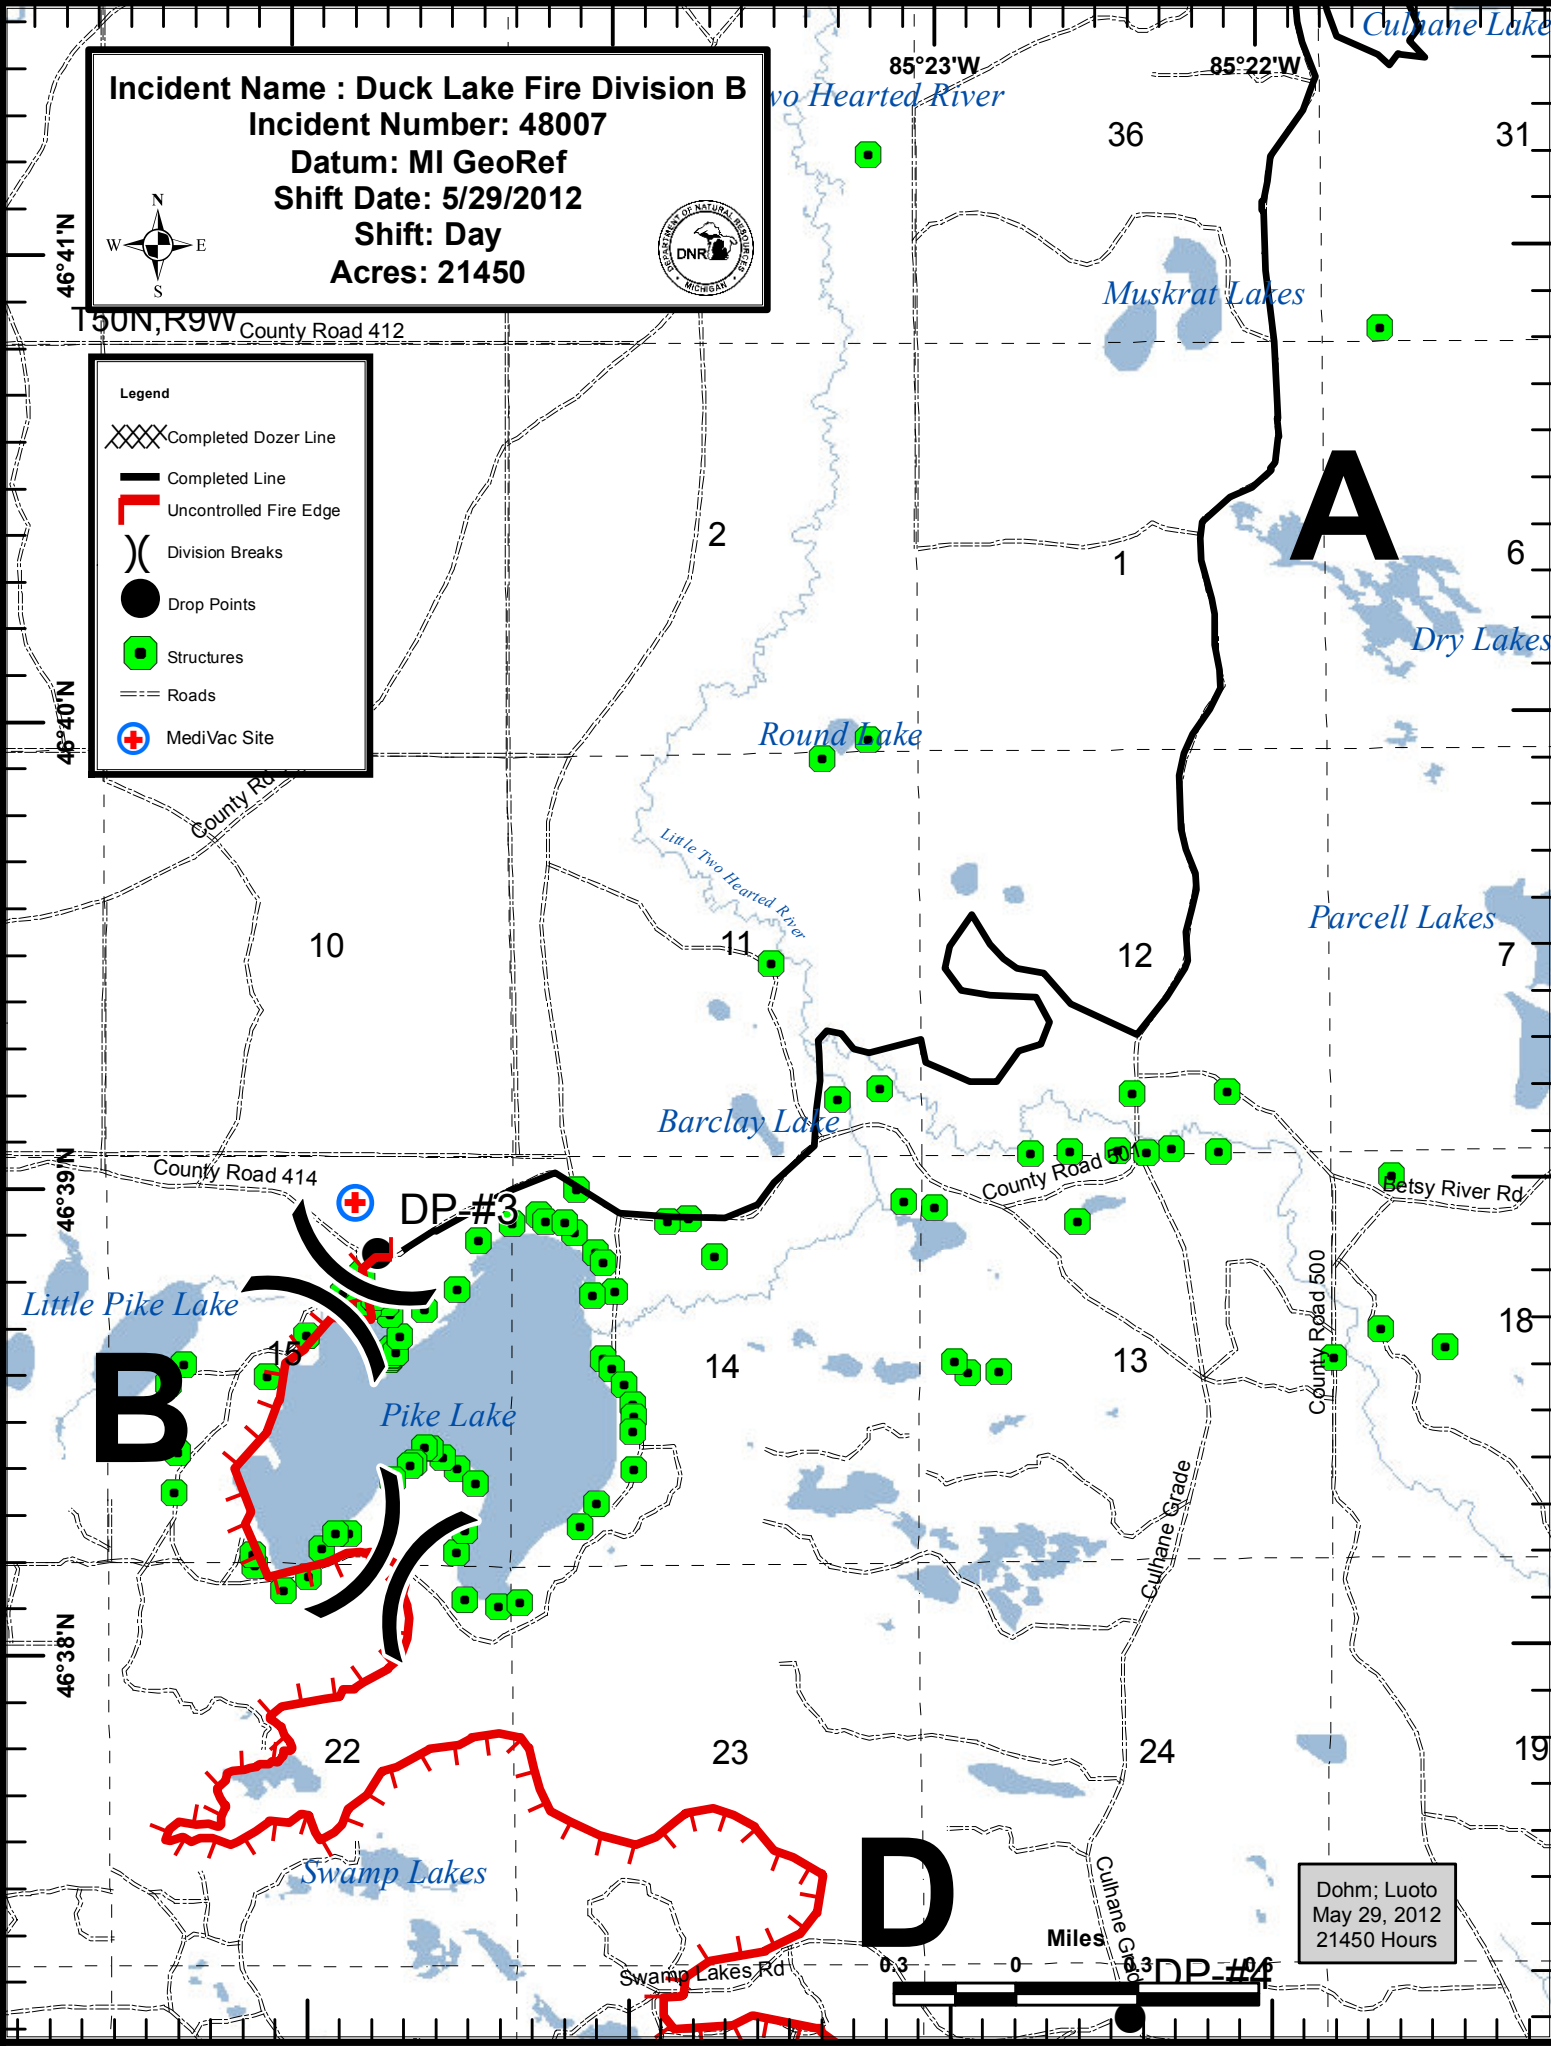 Culhane Lake
85°23'W
85°22'W
Incident Name : Duck Lake Fire Division B
Incident Number: 48007
Datum: MI GeoRef
Shift Date: 5/29/2012
Shift: Day
Acres: 21450
N
W
E
S
DEPARTMENT OF NATURAL RESOURCES
DNR
MICHIGAN
wo Hearted River
36
31
46°41'N
Muskrat Lakes
T50N,R9W
County Road 412
Legend
Completed Dozer Line
Completed Line
Uncontrolled Fire Edge
Division Breaks
Drop Points
Structures
Roads
MediVac Site
A
2
1
6
Dry Lakes
46°40'N
Round Lake
County Rd
Little Two Hearted River
Parcell Lakes
10
11
12
7
Barclay Lake
46°39'N
County Road 414
County Road 501
Betsy River Rd
DP-#3
Little Pike Lake
County Road 500
18
15
14
13
B
Pike Lake
Culhane Grade
46°38'N
22
23
24
19
D
Swamp Lakes
Culhane Grade
Dohm; Luoto
May 29, 2012
21450 Hours
Miles
Swamp Lakes Rd
0.3
0
0.3
0.6
DP-#4